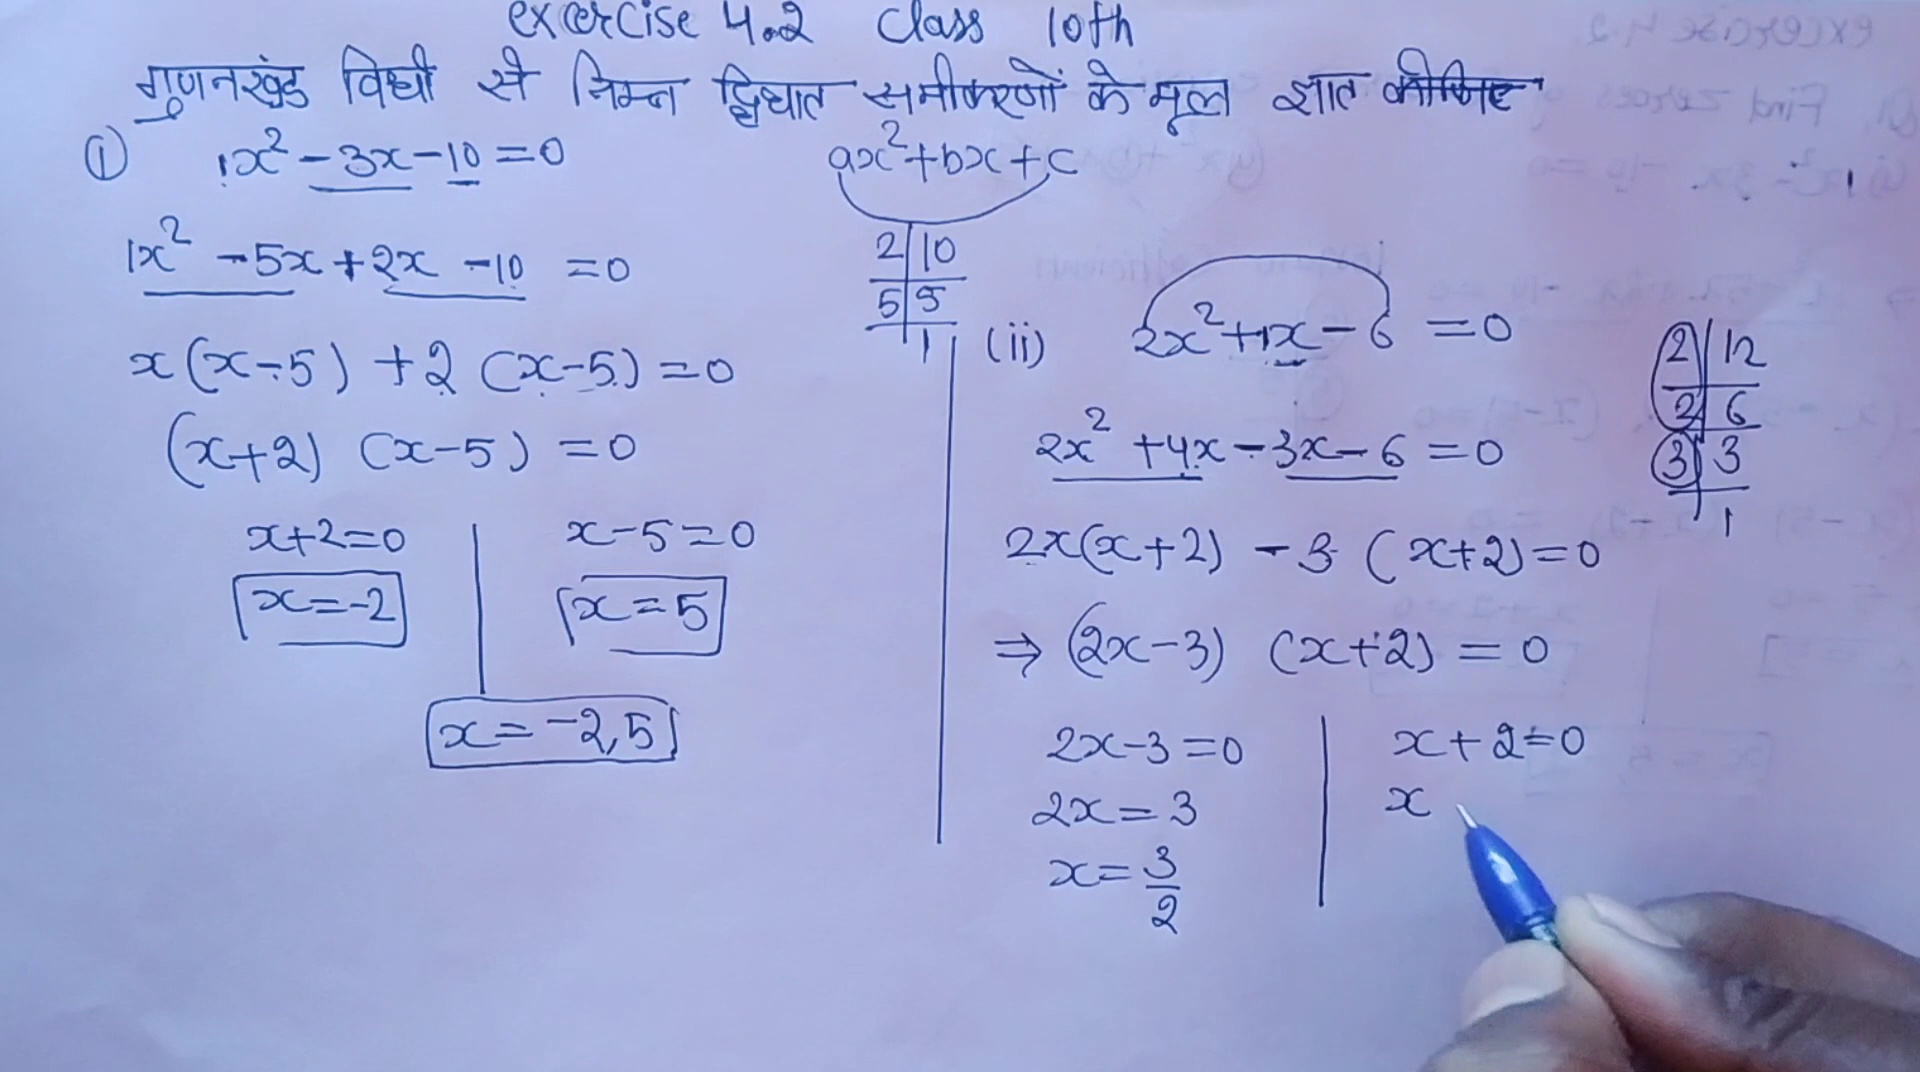 excercise 4.2 class 10th
गुणनखंड विधी से निम्न द्विघात समीकरणों के मूल ज्ञात कीजिए
① 1x² - 3x - 10 = 0
1x² - 5x + 2x - 10 = 0
x(x-5) + 2 (x-5) = 0
(x+2) (x-5) = 0
x+2=0 | x-5=0
x=-2 | x=5
x = -2,5
ax²+bx+c
2|10
5|5
1
(ii) 2x²+1x-6 = 0
2x² +4x - 3x - 6 = 0
2x(x+2) - 3 (x+2) = 0
⇒ (2x-3) (x+2) = 0
2x-3=0 | x+2=0
2x = 3 | x
x = 3/2
2|12
2|6
3|3
1